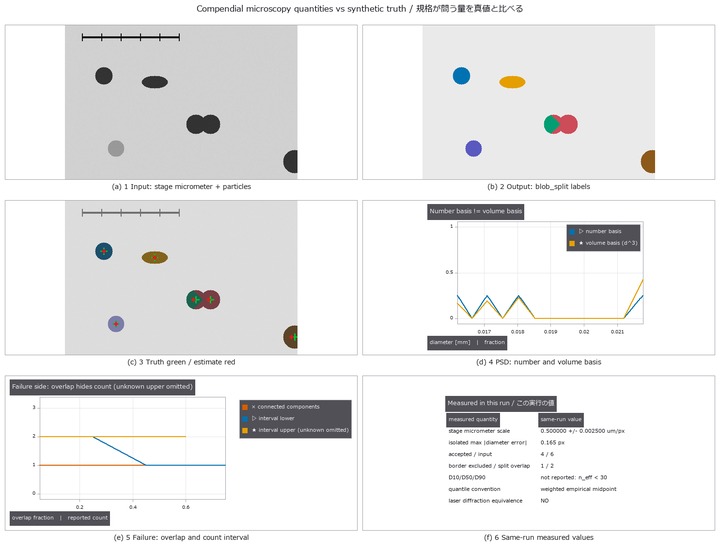 Compendial microscopy quantities vs synthetic truth / 規格が問う量を真値と比べる
(a) 1 Input: stage micrometer + particles
(b) 2 Output: blob_split labels
(c) 3 Truth green / estimate red
Number basis != volume basis
▷ number basis
★ volume basis (d^3)
1
0.5
0
0.017
0.018
0.019
0.02
0.021
diameter [mm] | fraction
(d) 4 PSD: number and volume basis
Failure side: overlap hides count (unknown upper omitted)
× connected components
▷ interval lower
★ interval upper (unknown omitted)
3
2
1
0
0.2
0.4
0.6
overlap fraction | reported count
(e) 5 Failure: overlap and count interval
Measured in this run / この実行の値
measured quantity same-run value
stage micrometer scale 0.500000 +/- 0.002500 um/px
isolated max (diameter error) 0.165 px
accepted / input 4 / 6
border excluded / split overlap 1 / 2
D10/D50/D90 not reported: n_eff < 30
quantile convention weighted empirical midpoint
laser diffraction equivalence NO
(f) 6 Same-run measured values